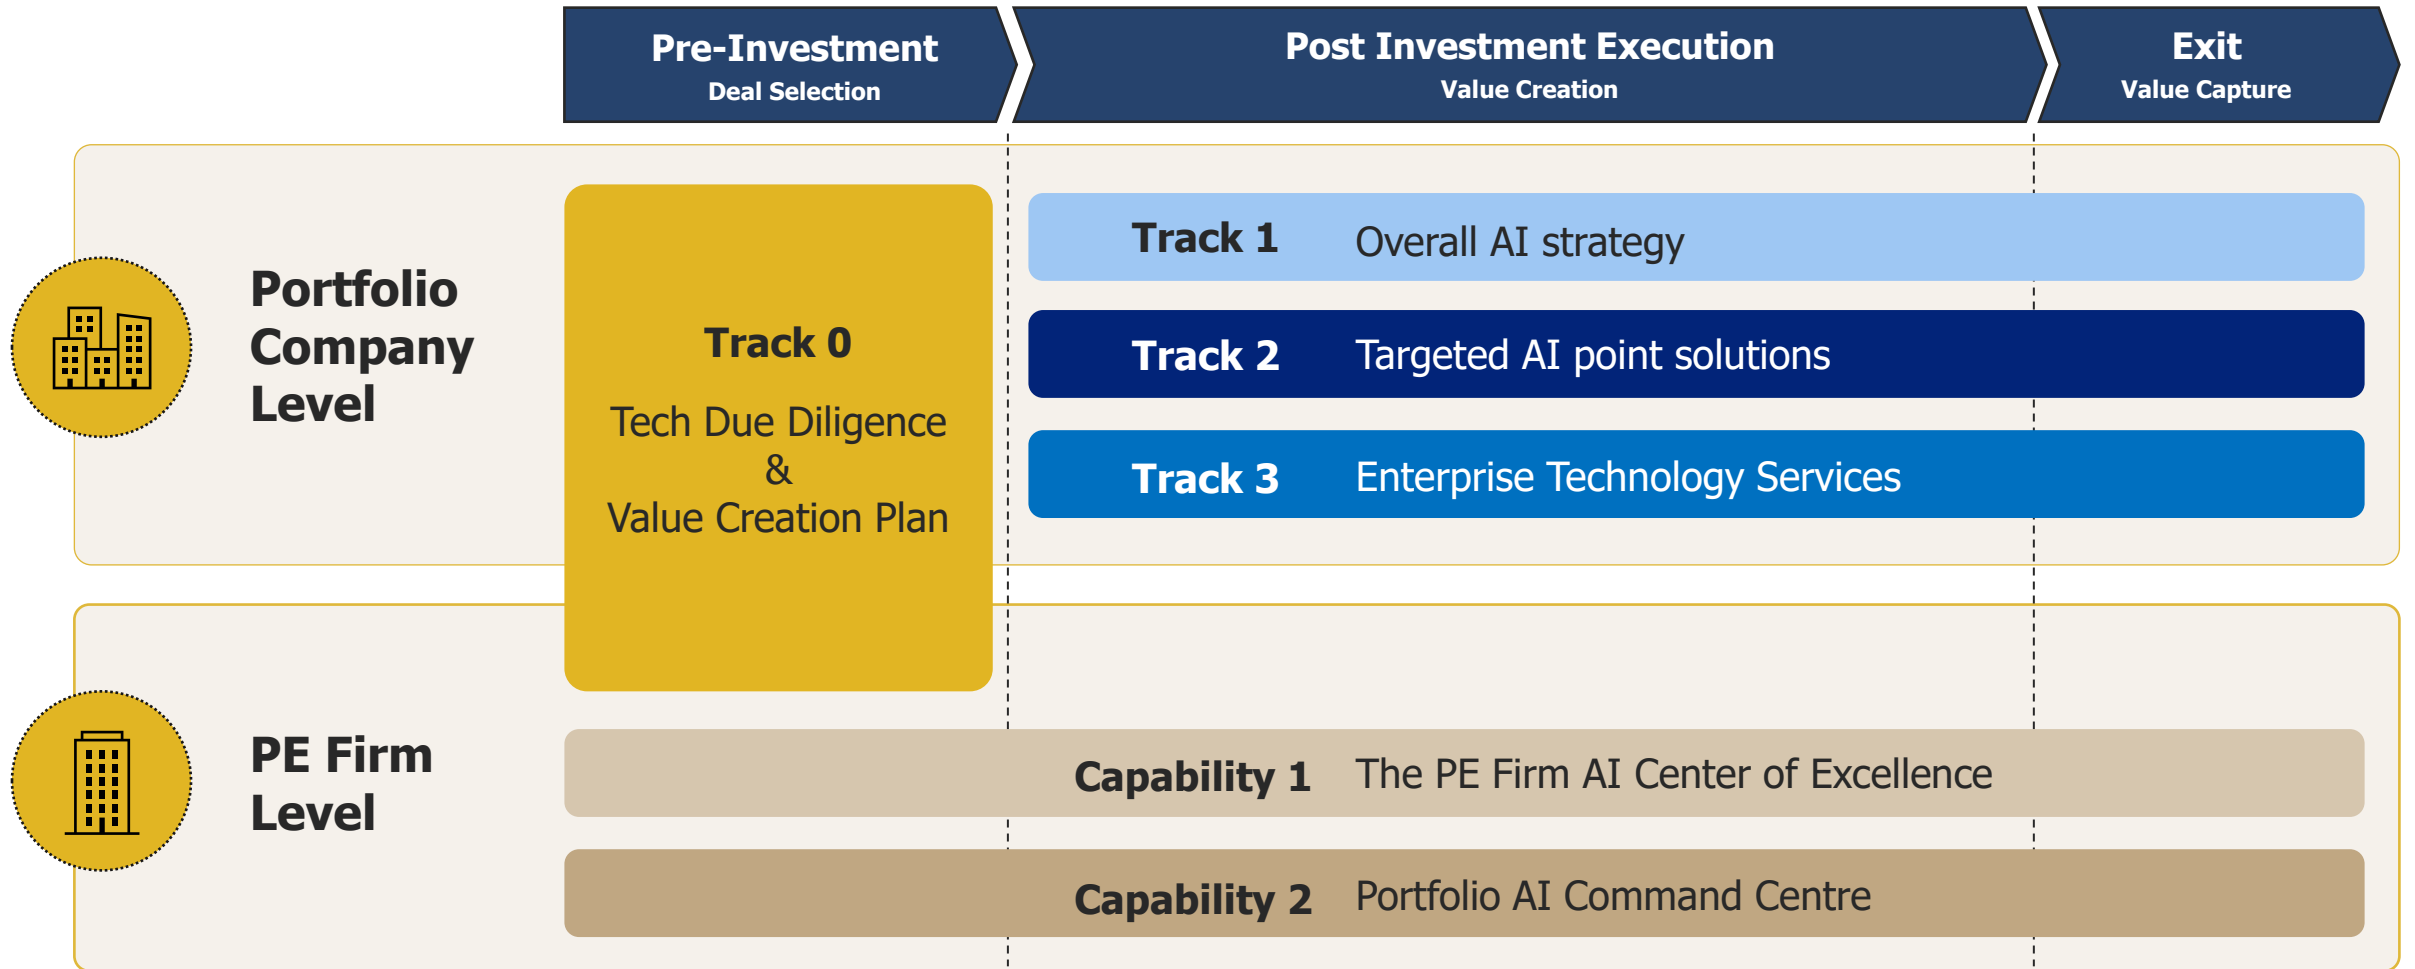 Pre-Investment
Deal Selection
Post Investment Execution
Value Creation
Exit
Value Capture
Portfolio
Company
Level
Track 0
Tech Due Diligence
&
Value Creation Plan
Track 1 Overall AI strategy
Track 2 Targeted AI point solutions
Track 3 Enterprise Technology Services
PE Firm
Level
Capability 1 The PE Firm AI Center of Excellence
Capability 2 Portfolio AI Command Centre